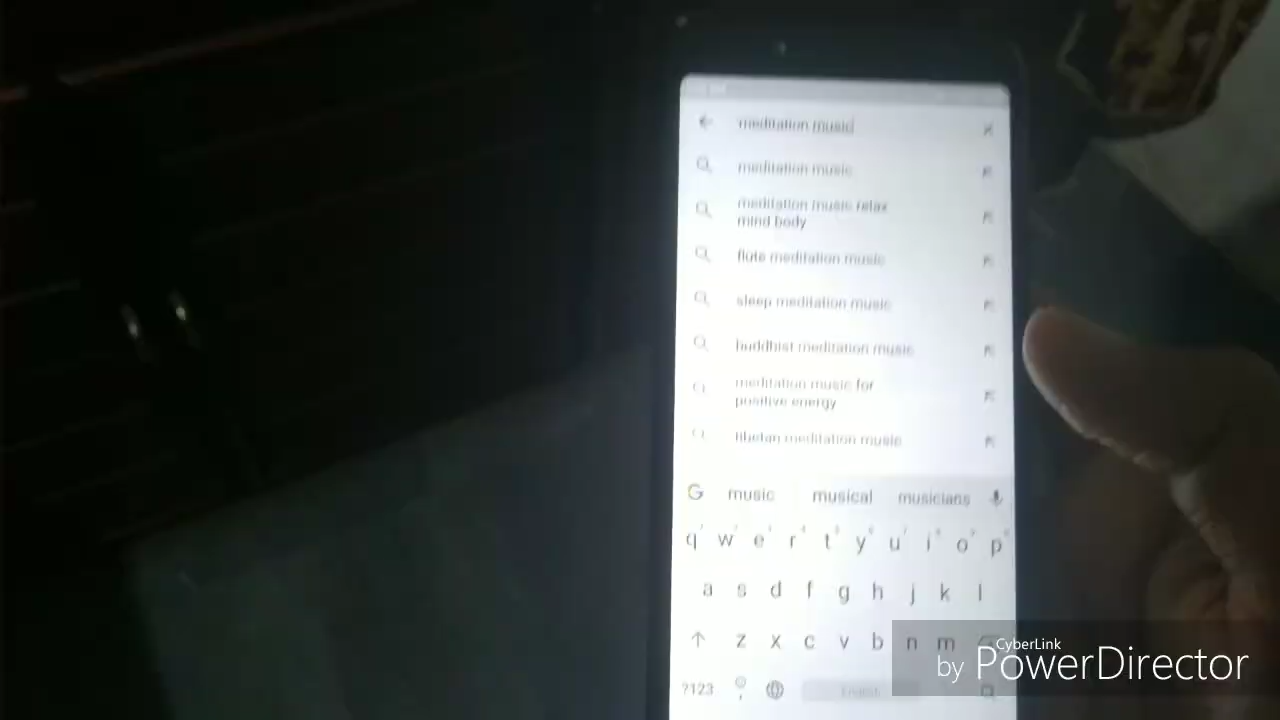 meditation music
meditation music
meditation music relax
mind body
flute meditation music
sleep meditation music
buddhist meditation music
meditation music for
positive energy
tibetan meditation music
G music musical musicians
q w e r t y u i o p
a s d f g h j k l
z x c v b n m
?123 English
CyberLink
by PowerDirector